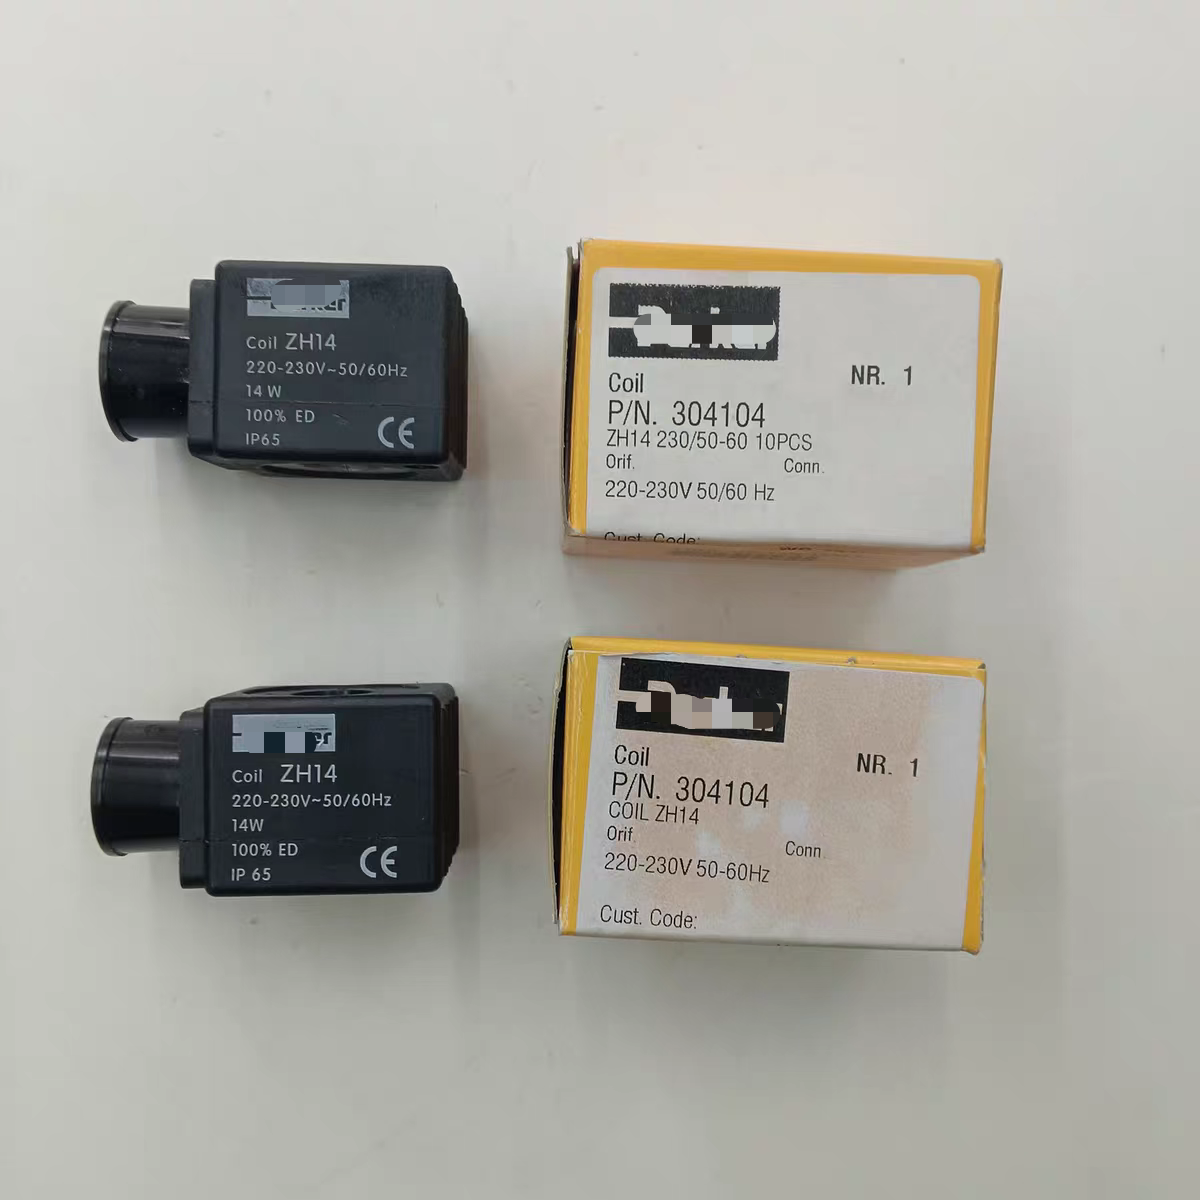 Coil ZH14
220-230V~50/60Hz
14 W
100% ED
IP65
CE
Coil
NR. 1
P/N. 304104
ZH14 230/50-60 10PCS
Orif.
Conn.
220-230V 50/60 Hz
Cust. Code:
Coil ZH14
220-230V~50/60Hz
14W
100% ED
IP 65
CE
Coil
NR. 1
P/N. 304104
COIL ZH14
Orif.
Conn.
220-230V 50-60Hz
Cust. Code: